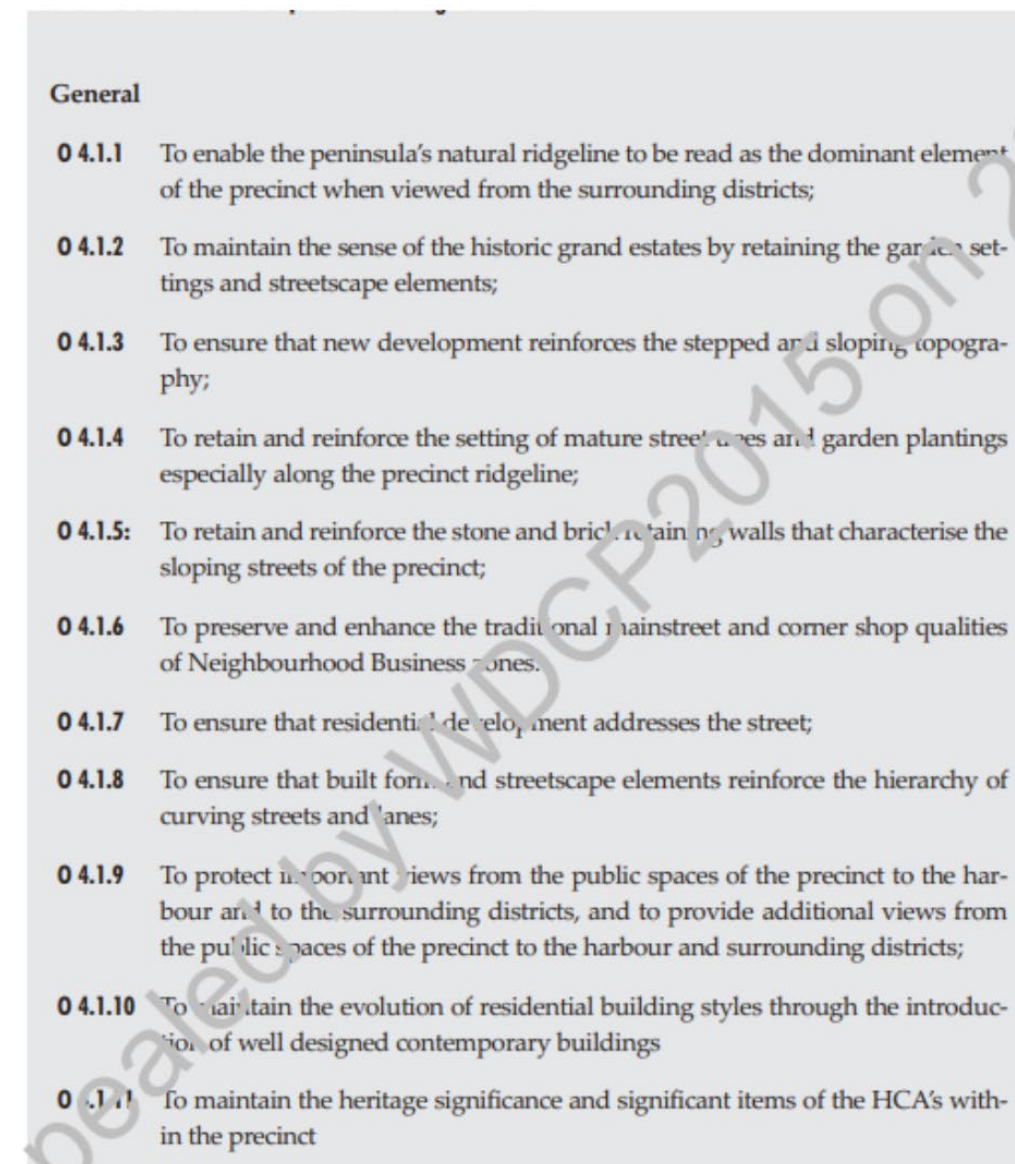 General
O 4.1.1 To enable the peninsula's natural ridgeline to be read as the dominant element
of the precinct when viewed from the surrounding districts;
O 4.1.2 To maintain the sense of the historic grand estates by retaining the garden set-
tings and streetscape elements;
O 4.1.3 To ensure that new development reinforces the stepped and sloping topogra-
phy;
O 4.1.4 To retain and reinforce the setting of mature street trees and garden plantings
especially along the precinct ridgeline;
O 4.1.5: To retain and reinforce the stone and brick retaining walls that characterise the
sloping streets of the precinct;
O 4.1.6 To preserve and enhance the traditional mainstreet and corner shop qualities
of Neighbourhood Business zones.
O 4.1.7 To ensure that residential development addresses the street;
O 4.1.8 To ensure that built form and streetscape elements reinforce the hierarchy of
curving streets and lanes;
O 4.1.9 To protect important views from the public spaces of the precinct to the har-
bour and to the surrounding districts, and to provide additional views from
the public spaces of the precinct to the harbour and surrounding districts;
O 4.1.10 To maintain the evolution of residential building styles through the introduc-
tion of well designed contemporary buildings
O 4.1.11 To maintain the heritage significance and significant items of the HCA's with-
in the precinct
pealed by WDCP2015 on 2